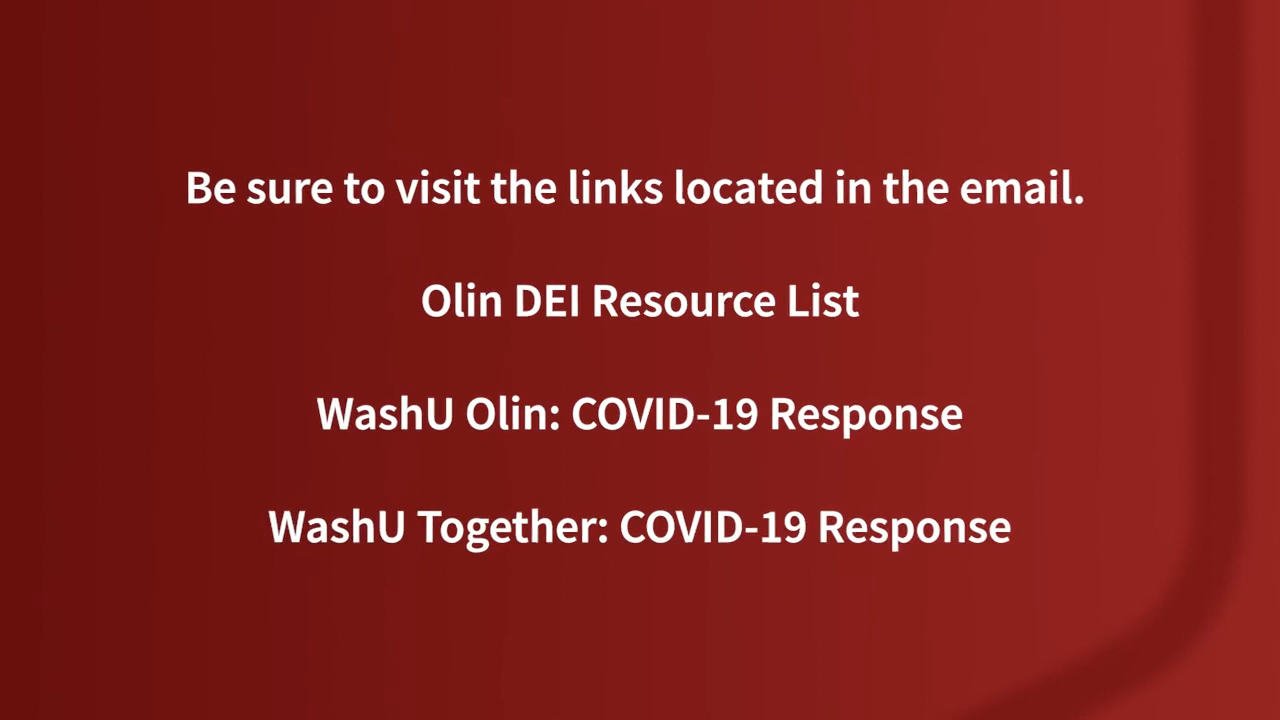 Be sure to visit the links located in the email.
Olin DEI Resource List
WashU Olin: COVID-19 Response
WashU Together: COVID-19 Response